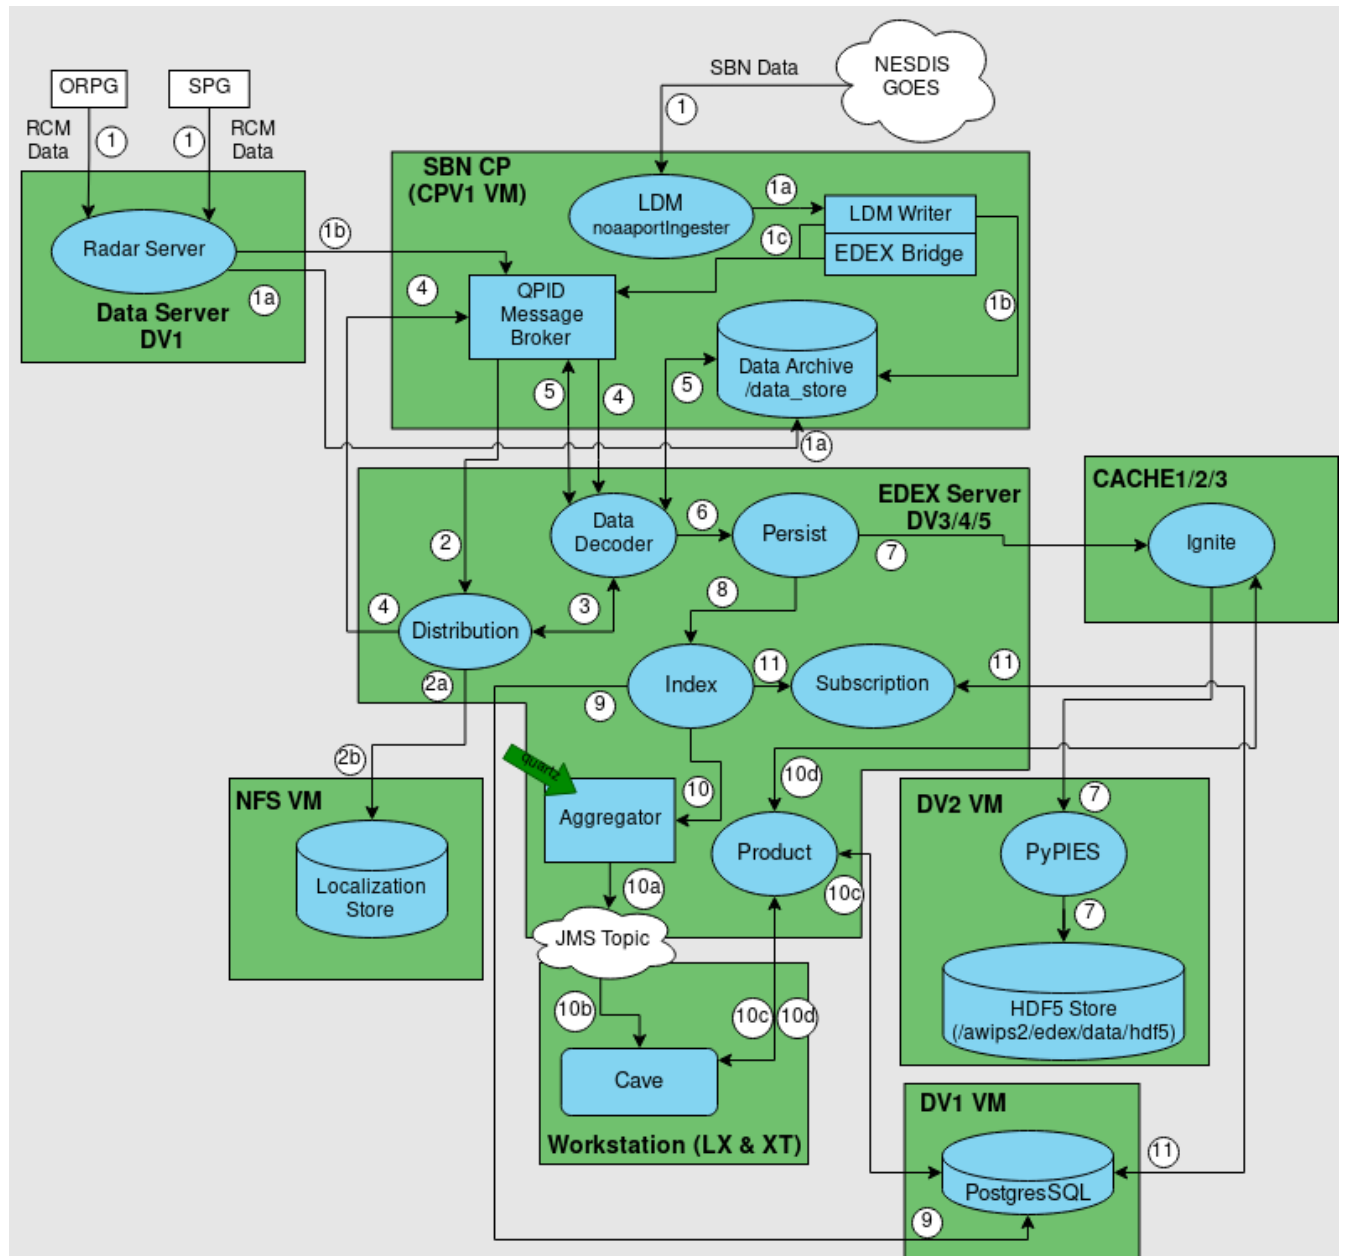 NESDIS
GOES
SBN Data
1
ORPG
SPG
RCM
Data
1
1
RCM
Data
SBN CP
(CPV1 VM)
LDM
noaaportIngester
1a
LDM Writer
EDEX Bridge
1c
1b
Radar Server
1b
1a
Data Server
DV1
4
QPID
Message
Broker
Data Archive
/data_store
5
4
5
1a
EDEX Server
DV3/4/5
CACHE1/2/3
Ignite
Data
Decoder
6
Persist
7
2
8
4
3
Distribution
2a
Index
11
Subscription
11
9
2b
quartz
NFS VM
Localization
Store
Aggregator
10
10d
Product
10c
10a
DV2 VM
7
PyPIES
7
HDF5 Store
(/awips2/edex/data/hdf5)
JMS Topic
10b
10c
10d
Cave
Workstation (LX & XT)
DV1 VM
PostgresSQL
11
9